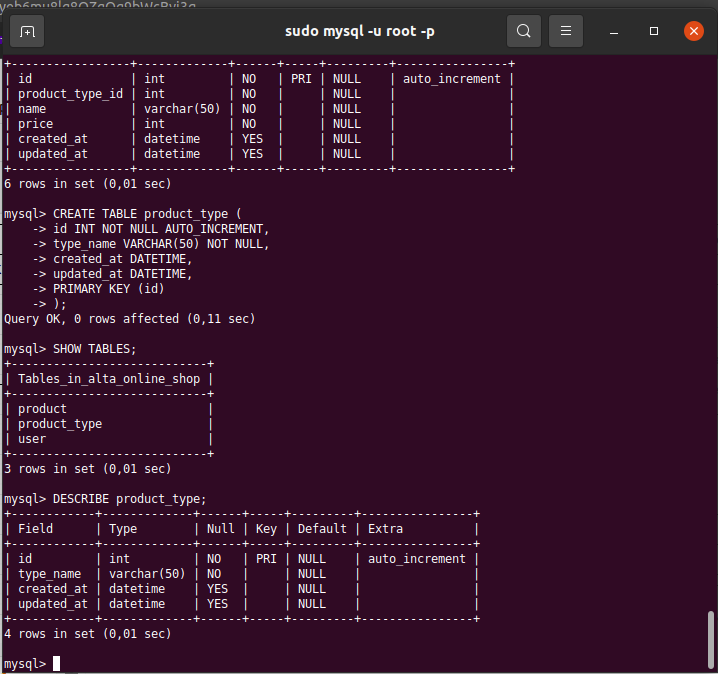 sudo mysql -u root -p
+-----------------+-------------+------+-----+---------+----------------+
| id              | int         | NO   | PRI | NULL    | auto_increment |
| product_type_id | int         | NO   |     | NULL    |                |
| name            | varchar(50) | NO   |     | NULL    |                |
| price           | int         | NO   |     | NULL    |                |
| created_at      | datetime    | YES  |     | NULL    |                |
| updated_at      | datetime    | YES  |     | NULL    |                |
+-----------------+-------------+------+-----+---------+----------------+
6 rows in set (0,01 sec)
mysql> CREATE TABLE product_type (
    -> id INT NOT NULL AUTO_INCREMENT,
    -> type_name VARCHAR(50) NOT NULL,
    -> created_at DATETIME,
    -> updated_at DATETIME,
    -> PRIMARY KEY (id)
    -> );
Query OK, 0 rows affected (0,11 sec)
mysql> SHOW TABLES;
+----------------------------+
| Tables_in_alta_online_shop |
+----------------------------+
| product                    |
| product_type               |
| user                       |
+----------------------------+
3 rows in set (0,01 sec)
mysql> DESCRIBE product_type;
+------------+-------------+------+-----+---------+----------------+
| Field      | Type        | Null | Key | Default | Extra          |
+------------+-------------+------+-----+---------+----------------+
| id         | int         | NO   | PRI | NULL    | auto_increment |
| type_name  | varchar(50) | NO   |     | NULL    |                |
| created_at | datetime    | YES  |     | NULL    |                |
| updated_at | datetime    | YES  |     | NULL    |                |
+------------+-------------+------+-----+---------+----------------+
4 rows in set (0,01 sec)
mysql>